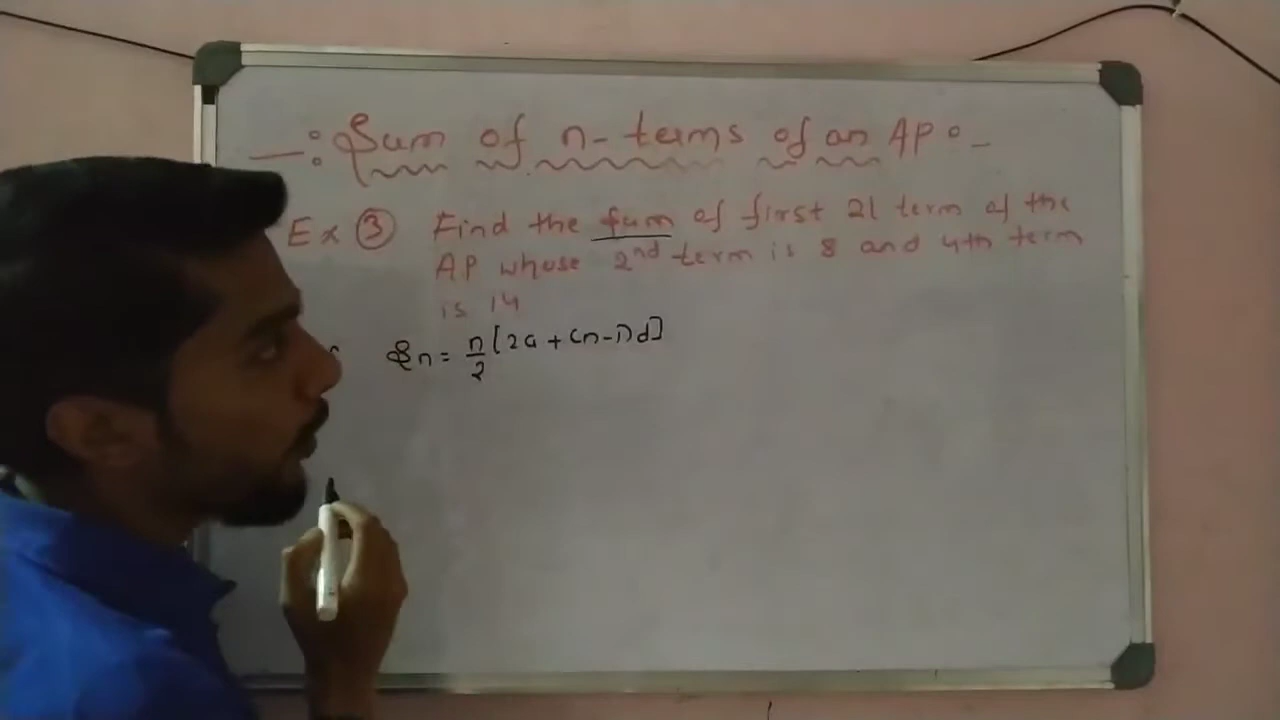 —: Sum of n-terms of an AP :-
Ex ③ Find the sum of first 21 term of the
AP whose 2nd term is 8 and 4th term
is 14
Sn = n/2 [2a + (n-1)d]